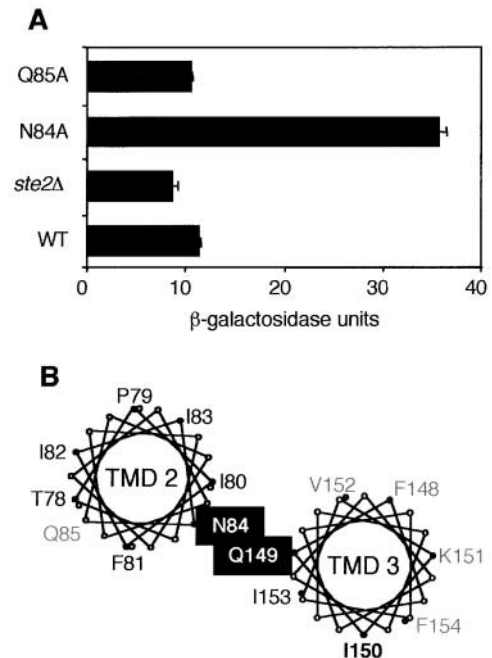 A
Q85A
N84A
ste2Δ
WT
0 10 20 30 40
β-galactosidase units
B
P79
I83
I82
TMD 2
I80
T78
Q85
F81
N84
Q149
V152
F148
TMD 3
K151
I153
F154
I150